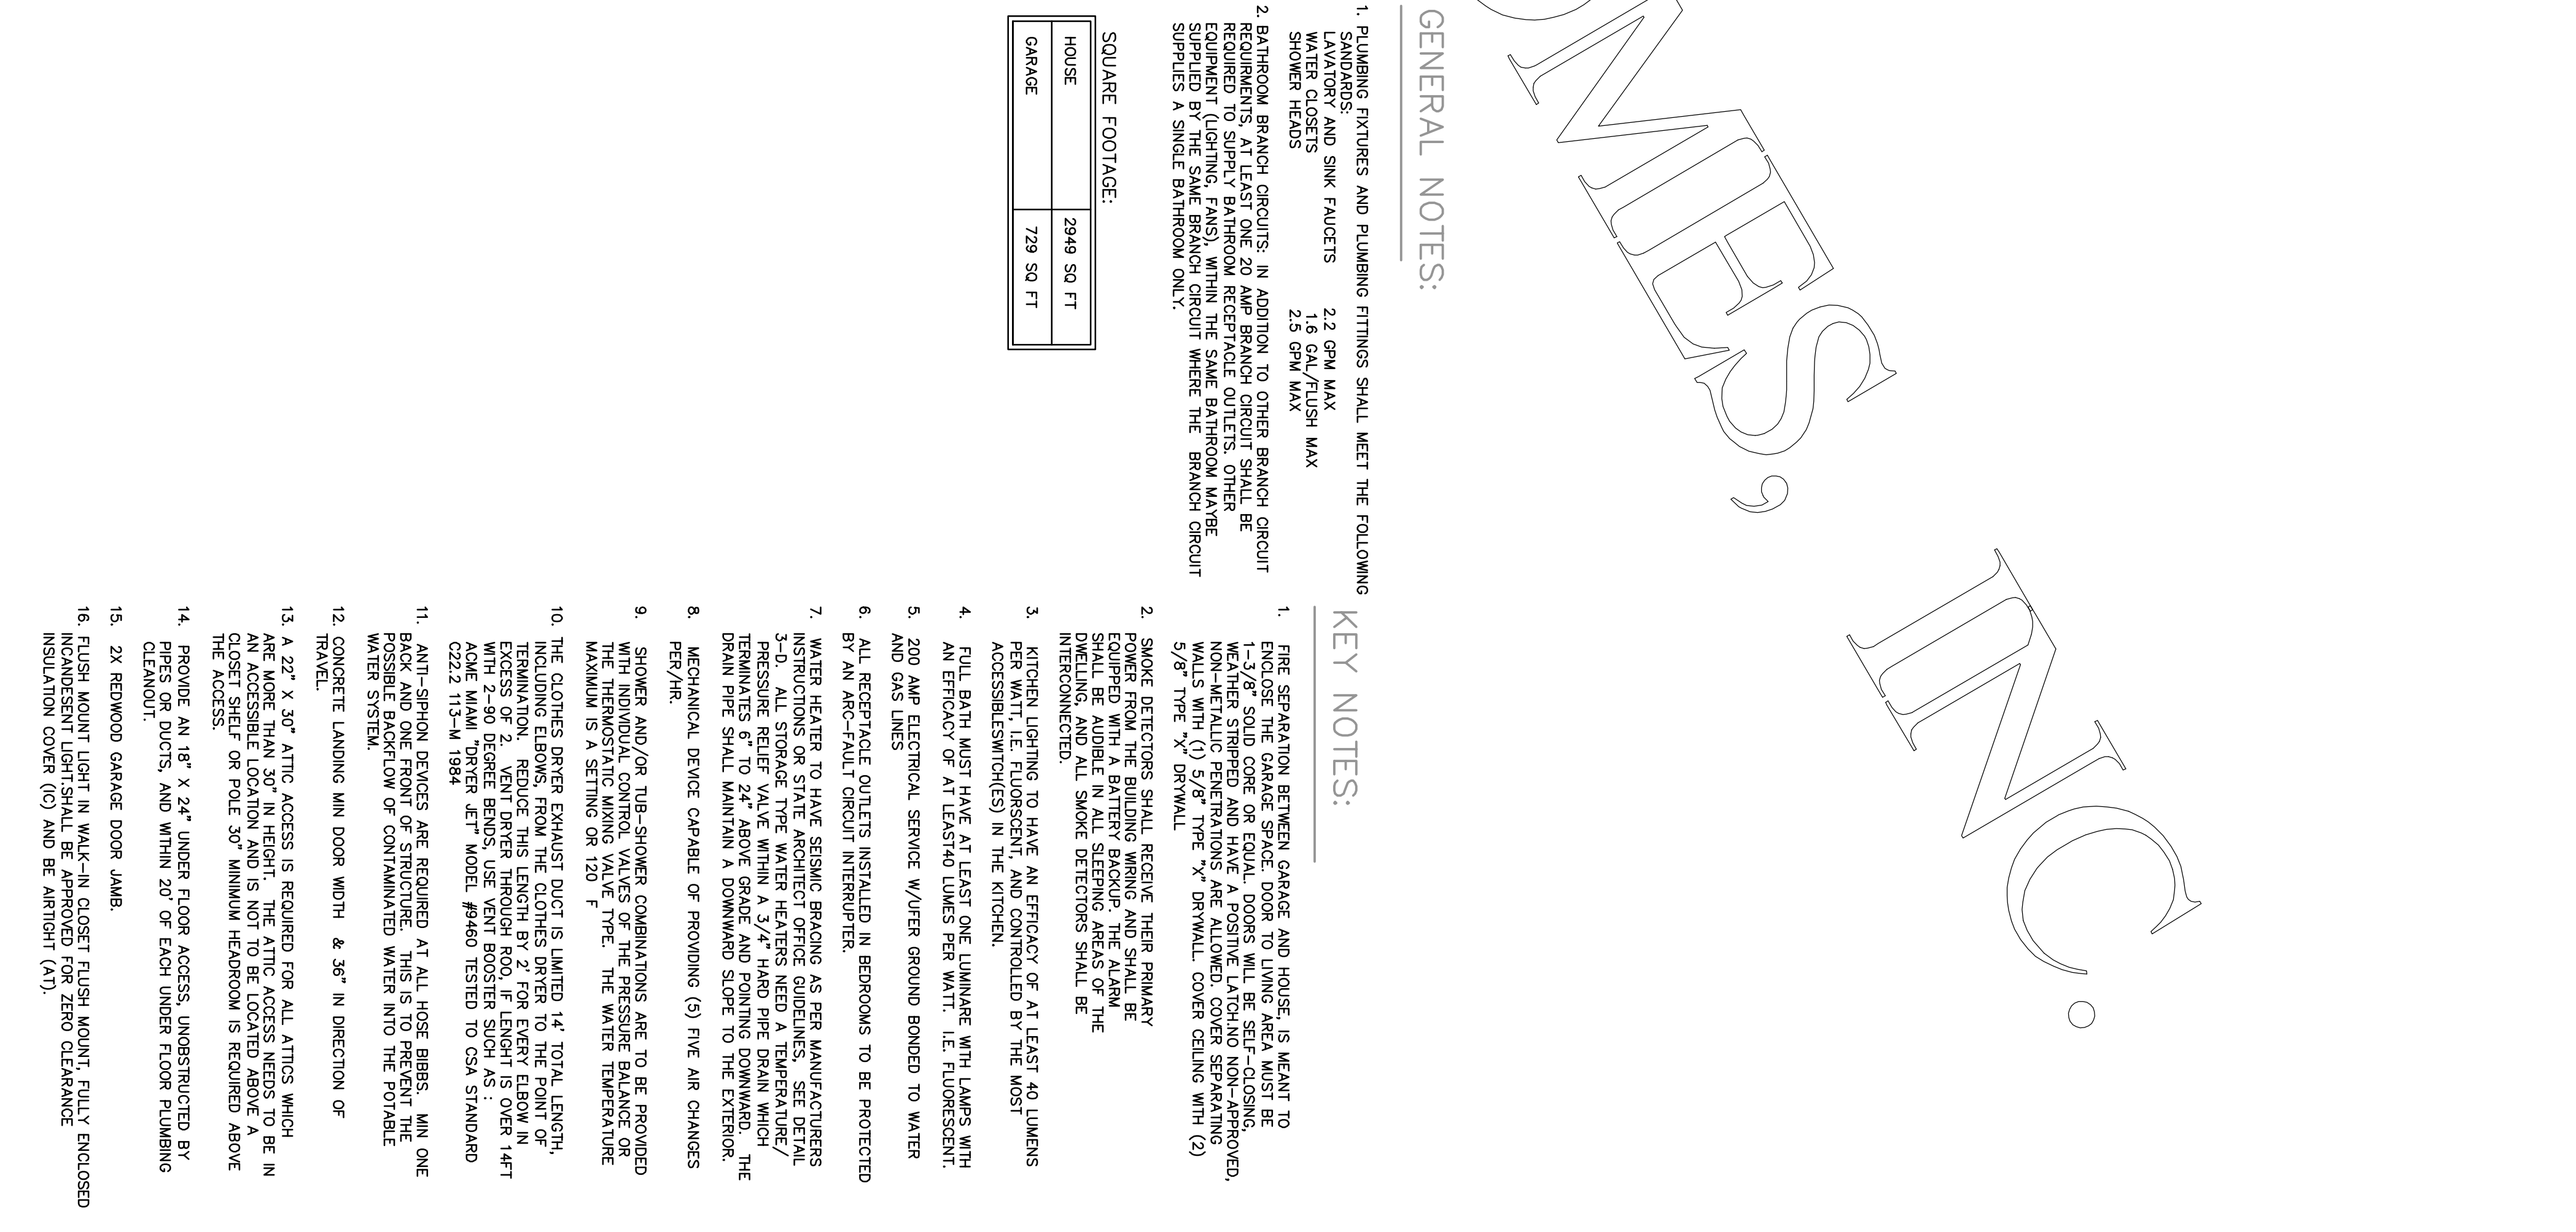 OMES, INC.
GENERAL NOTES:
1. PLUMBING FIXTURES AND PLUMBING FITTINGS SHALL MEET THE FOLLOWING
SANDARDS:
LAVATORY AND SINK FAUCETS 2.2 GPM MAX
WATER CLOSETS 1.6 GAL/FLUSH MAX
SHOWER HEADS 2.5 GPM MAX
2. BATHROOM BRANCH CIRCUITS: IN ADDITION TO OTHER BRANCH CIRCUIT
REQUIRMENTS, AT LEAST ONE 20 AMP BRANCH CIRCUIT SHALL BE
REQUIRED TO SUPPLY BATHROOM RECEPTACLE OUTLETS. OTHER
EQUIPMENT (LIGHTING, FANS), WITHIN THE SAME BATHROOM MAYBE
SUPPLIED BY THE SAME BRANCH CIRCUIT WHERE THE BRANCH CIRCUIT
SUPPLIES A SINGLE BATHROOM ONLY.
SQUARE FOOTAGE:
HOUSE 2949 SQ FT
GARAGE 729 SQ FT
KEY NOTES:
1. FIRE SEPARATION BETWEEN GARAGE AND HOUSE, IS MEANT TO
ENCLOSE THE GARAGE SPACE. DOOR TO LIVING AREA MUST BE
1-3/8" SOLID CORE OR EQUAL. DOORS WILL BE SELF-CLOSING,
WEATHER STRIPPED AND HAVE A POSITIVE LATCH.NO NON-APPROVED,
NON-METALLIC PENETRATIONS ARE ALLOWED. COVER SEPARATING
WALLS WITH (1) 5/8" TYPE "X" DRYWALL. COVER CEILING WITH (2)
5/8" TYPE "X" DRYWALL
2. SMOKE DETECTORS SHALL RECEIVE THEIR PRIMARY
POWER FROM THE BUILDING WIRING AND SHALL BE
EQUIPPED WITH A BATTERY BACKUP. THE ALARM
SHALL BE AUDIBLE IN ALL SLEEPING AREAS OF THE
DWELLING, AND ALL SMOKE DETECTORS SHALL BE
INTERCONNECTED.
3. KITCHEN LIGHTING TO HAVE AN EFFICACY OF AT LEAST 40 LUMENS
PER WATT, I.E. FLUORSCENT, AND CONTROLLED BY THE MOST
ACCESSIBLESWITCH(ES) IN THE KITCHEN.
4. FULL BATH MUST HAVE AT LEAST ONE LUMINARE WITH LAMPS WITH
AN EFFICACY OF AT LEAST40 LUMES PER WATT. I.E. FLUORESCENT.
5. 200 AMP ELECTRICAL SERVICE W/UFER GROUND BONDED TO WATER
AND GAS LINES
6. ALL RECEPTACLE OUTLETS INSTALLED IN BEDROOMS TO BE PROTECTED
BY AN ARC-FAULT CIRCUIT INTERRUPTER.
7. WATER HEATER TO HAVE SEISMIC BRACING AS PER MANUFACTURERS
INSTRUCTIONS OR STATE ARCHITECT OFFICE GUIDELINES, SEE DETAIL
3-D. ALL STORAGE TYPE WATER HEATERS NEED A TEMPERATURE/
PRESSURE RELIEF VALVE WITHIN A 3/4" HARD PIPE DRAIN WHICH
TERMINATES 6" TO 24" ABOVE GRADE AND POINTING DOWNWARD. THE
DRAIN PIPE SHALL MAINTAIN A DOWNWARD SLOPE TO THE EXTERIOR.
8. MECHANICAL DEVICE CAPABLE OF PROVIDING (5) FIVE AIR CHANGES
PER/HR.
9. SHOWER AND/OR TUB-SHOWER COMBINATIONS ARE TO BE PROVIDED
WITH INDIVIDUAL CONTROL VALVES OF THE PRESSURE BALANCE OR
THE THERMOSTATIC MIXING VALVE TYPE. THE WATER TEMPERATURE
MAXIMUM IS A SETTING OR 120 F
10. THE CLOTHES DRYER EXHAUST DUCT IS LIMITED 14' TOTAL LENGTH,
INCLUDING ELBOWS, FROM THE CLOTHES DRYER TO THE POINT OF
TERMINATION. REDUCE THIS LENGTH BY 2' FOR EVERY ELBOW IN
EXCESS OF 2. VENT DRYER THROUGH ROO, IF LENGHT IS OVER 14FT
WITH 2-90 DEGREE BENDS, USE VENT BOOSTER SUCH AS :
ACME MIAMI "DRYER JET" MODEL #9460 TESTED TO CSA STANDARD
C22.2 113-M 1984
11. ANTI-SIPHON DEVICES ARE REQUIRED AT ALL HOSE BIBBS. MIN ONE
BACK AND ONE FRONT OF STRUCTURE. THIS IS TO PREVENT THE
POSSIBLE BACKFLOW OF CONTAMINATED WATER INTO THE POTABLE
WATER SYSTEM.
12. CONCRETE LANDING MIN DOOR WIDTH & 36" IN DIRECTION OF
TRAVEL.
13. A 22" X 30" ATTIC ACCESS IS REQUIRED FOR ALL ATTICS WHICH
ARE MORE THAN 30" IN HEIGHT. THE ATTIC ACCESS NEEDS TO BE IN
AN ACCESSIBLE LOCATION AND IS NOT TO BE LOCATED ABOVE A
CLOSET SHELF OR POLE 30" MINIMUM HEADROOM IS REQUIRED ABOVE
THE ACCESS.
14. PROVIDE AN 18" X 24" UNDER FLOOR ACCESS, UNOBSTRUCTED BY
PIPES OR DUCTS, AND WITHIN 20' OF EACH UNDER FLOOR PLUMBING
CLEANOUT.
15. 2X REDWOOD GARAGE DOOR JAMB.
16. FLUSH MOUNT LIGHT IN WALK-IN CLOSET FLUSH MOUNT, FULLY ENCLOSED
INCANDESENT LIGHT.SHALL BE APPROVED FOR ZERO CLEARANCE
INSULATION COVER (IC) AND BE AIRTIGHT (AT).